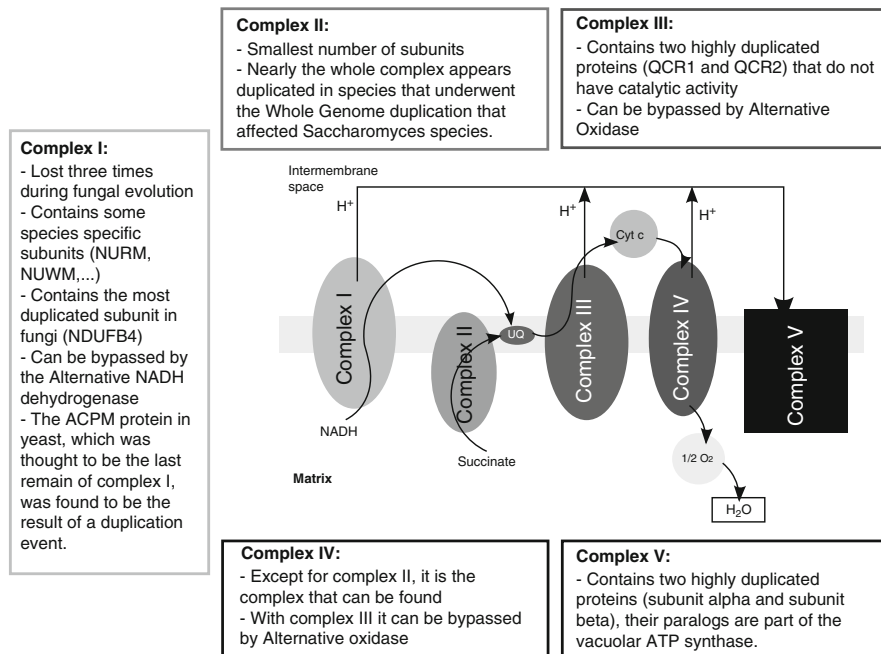 Complex II:
- Smallest number of subunits
- Nearly the whole complex appears
duplicated in species that underwent
the Whole Genome duplication that
affected Saccharomyces species.
Complex III:
- Contains two highly duplicated
proteins (QCR1 and QCR2) that do not
have catalytic activity
- Can be bypassed by Alternative
Oxidase
Complex I:
- Lost three times
during fungal evolution
- Contains some
species specific
subunits (NURM,
NUWM,...)
- Contains the most
duplicated subunit in
fungi (NDUFB4)
- Can be bypassed by
the Alternative NADH
dehydrogenase
- The ACPM protein in
yeast, which was
thought to be the last
remain of complex I,
was found to be the
result of a duplication
event.
Intermembrane
space
H+
H+
H+
Cyt c
Complex I
Complex II
UQ
Complex III
Complex IV
Complex V
NADH
Succinate
Matrix
1/2 O2
H2O
Complex IV:
- Except for complex II, it is the
complex that can be found
- With complex III it can be bypassed
by Alternative oxidase
Complex V:
- Contains two highly duplicated
proteins (subunit alpha and subunit
beta), their paralogs are part of the
vacuolar ATP synthase.